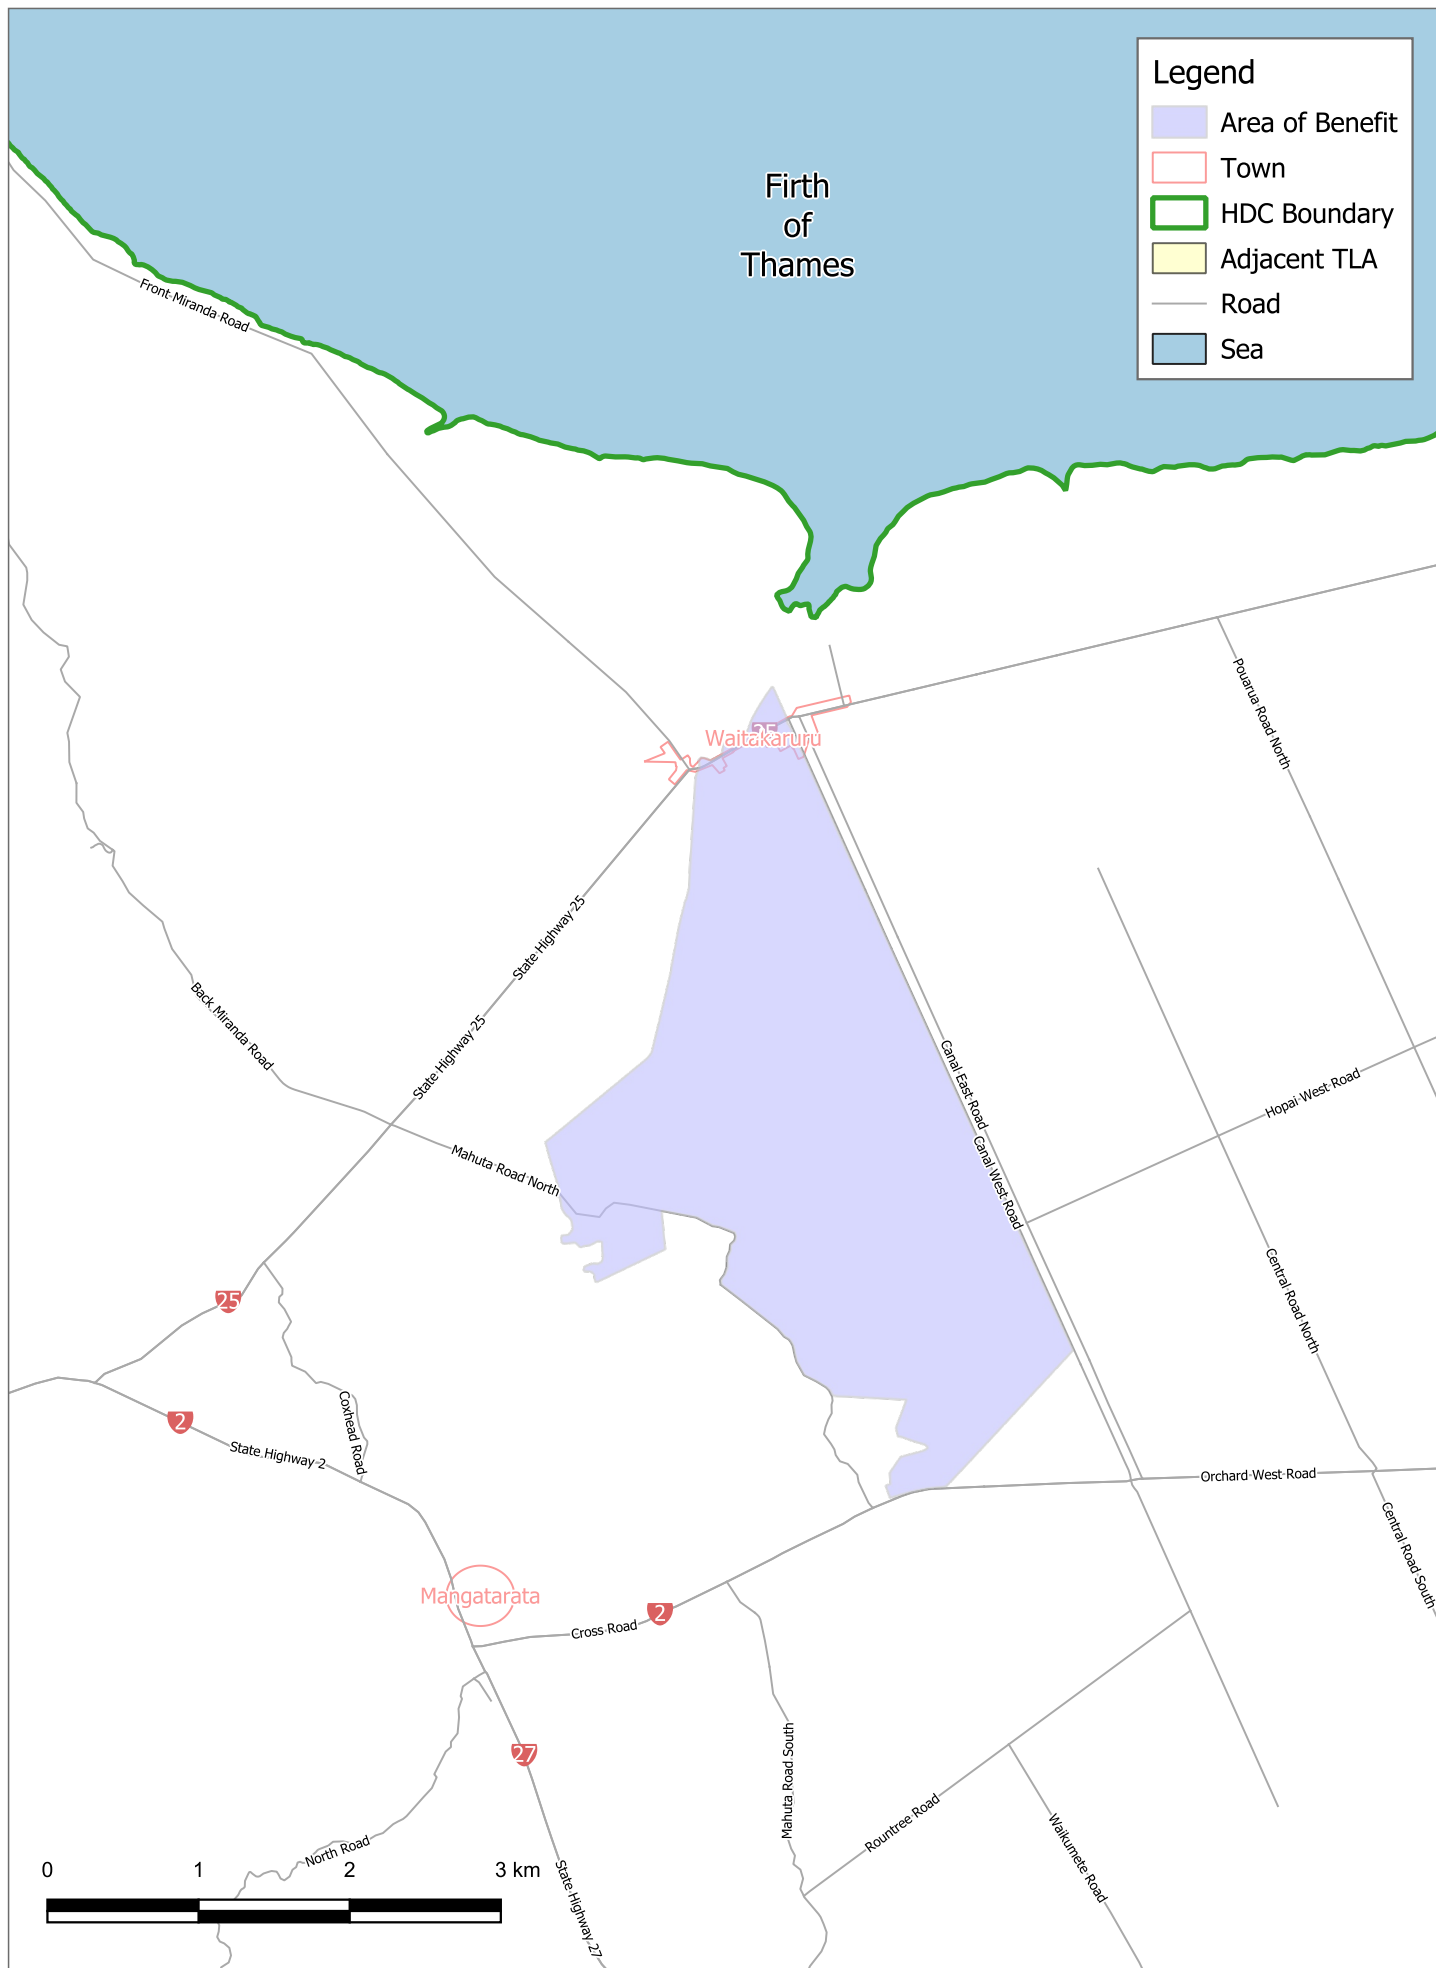 Legend
Area of Benefit
Town
HDC Boundary
Adjacent TLA
Road
Sea
Firth
of
Thames
Front Miranda Road
Pouarua Road North
25
Waitakaruru
State Highway 25
Back Miranda Road
State Highway 25
Canal East Road
Hopai West Road
Mahuta Road North
Canal West Road
25
Central Road North
2
Coxhead Road
State Highway 2
Orchard West Road
Central Road South
Mangatarata
2
Cross Road
27
Mahuta Road South
Rountree Road
Waikumete Road
North Road
State Highway 27
0 1 2 3 km